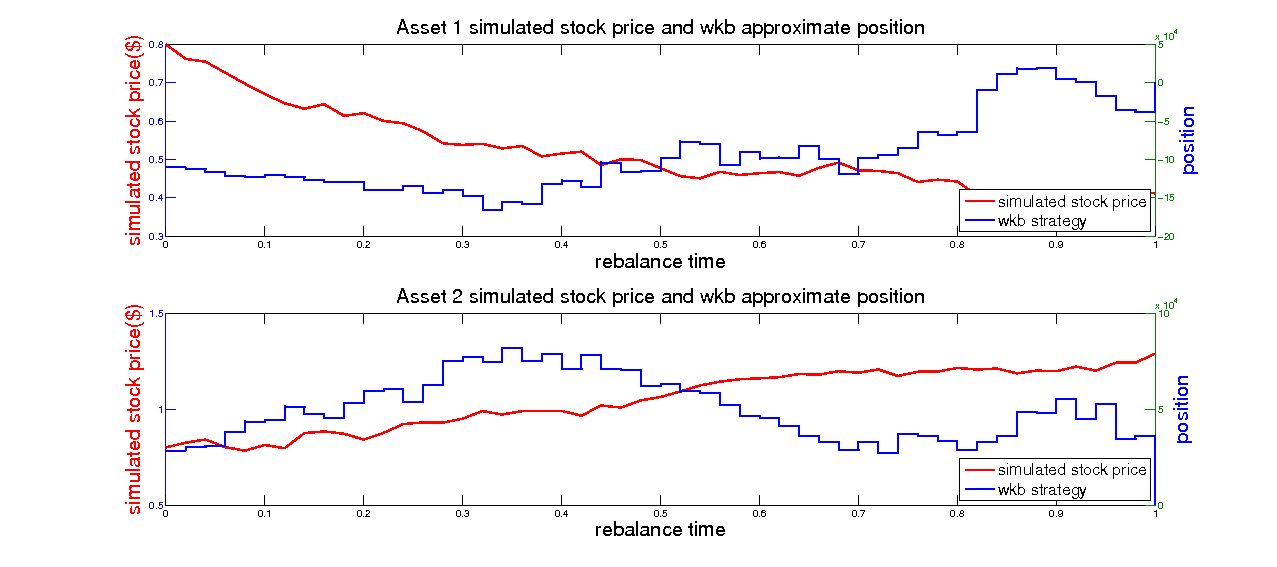 Asset 1 simulated stock price and wkb approximate position
x 10^4
simulated stock price($)
0.8
0.7
0.6
0.5
0.4
0.3
5
0
-5
-10
-15
-20
position
simulated stock price
wkb strategy
0 0.1 0.2 0.3 0.4 0.5 0.6 0.7 0.8 0.9 1
rebalance time
Asset 2 simulated stock price and wkb approximate position
x 10^4
simulated stock price($)
1.5
1
0.5
10
5
0
position
simulated stock price
wkb strategy
0 0.1 0.2 0.3 0.4 0.5 0.6 0.7 0.8 0.9 1
rebalance time